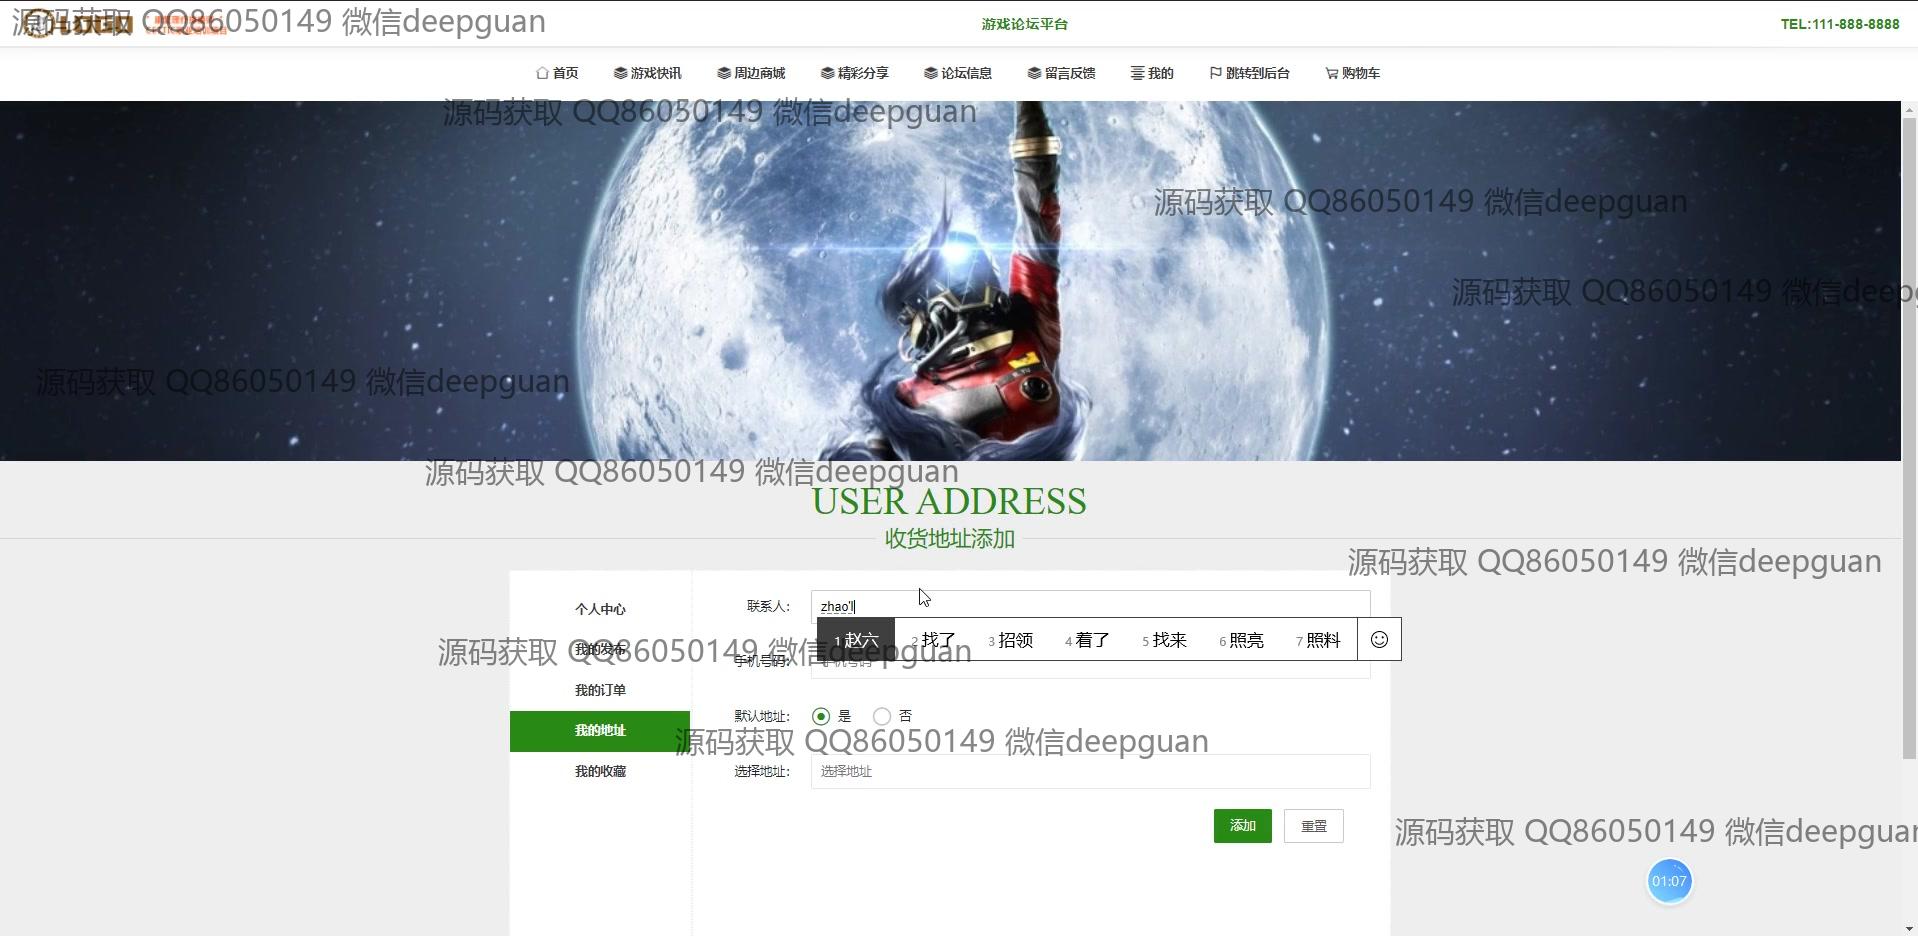 源码获取 QQ86050149 微信deepguan
游戏论坛平台
TEL:111-888-8888
首页 游戏快讯 周边商城 精彩分享 论坛信息 留言反馈 我的 跳转到后台 购物车
源码获取 QQ86050149 微信deepguan
源码获取 QQ86050149 微信deepguan
源码获取 QQ86050149 微信deep
源码获取 QQ86050149 微信deepguan
源码获取 QQ86050149 微信deepguan
USER ADDRESS
收货地址添加
源码获取 QQ86050149 微信deepguan
个人中心
联系人：
zhao'l
1 赵六 2 找了 3 招领 4 着了 5 找来 6 照亮 7 照料
我的发布
源码获取 QQ86050149 微信deepguan
手机号码：
手机号码
我的订单
我的地址
默认地址：
是 否
源码获取 QQ86050149 微信deepguan
我的收藏
选择地址：
选择地址
添加 重置
源码获取 QQ86050149 微信deepguan
01:07